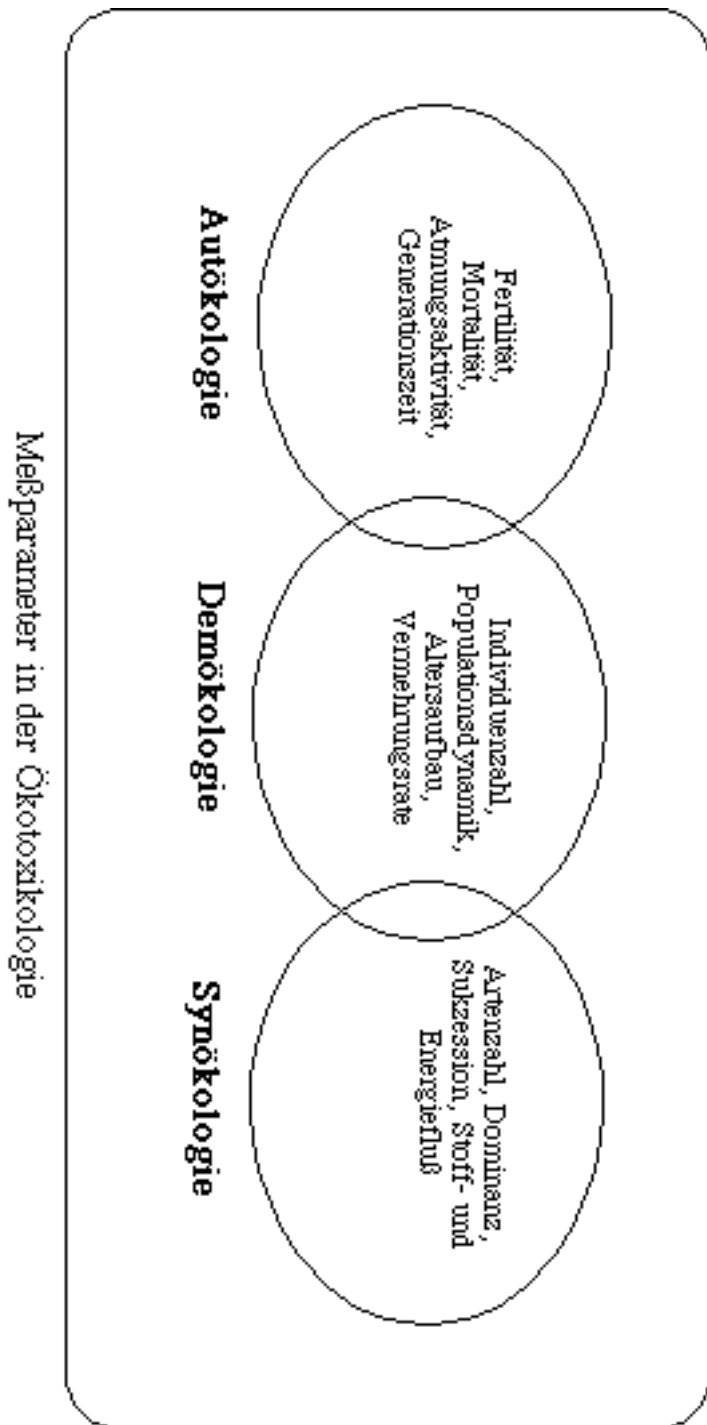 Fertilität,
Mortalität,
Atmungsaktivität,
Generationszeit
Autökologie
Individuenzahl,
Populationsdynamik,
Altersaufbau,
Vermehrungsrate
Demökologie
Artenzahl, Dominanz,
Sukzession, Stoff- und
Energiefluß
Synökologie
Meßparameter in der Ökotoxikologie